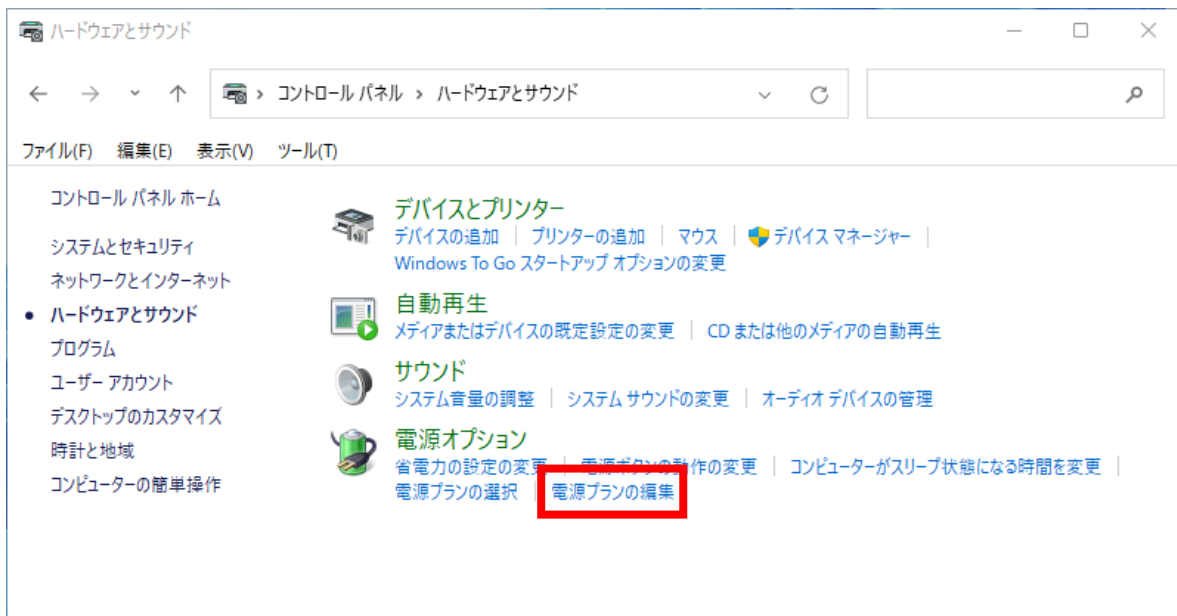 ハードウェアとサウンド
コントロール パネル › ハードウェアとサウンド
ファイル(F) 編集(E) 表示(V) ツール(T)
コントロール パネル ホーム
システムとセキュリティ
ネットワークとインターネット
ハードウェアとサウンド
プログラム
ユーザー アカウント
デスクトップのカスタマイズ
時計と地域
コンピューターの簡単操作
デバイスとプリンター
デバイスの追加 | プリンターの追加 | マウス | デバイス マネージャー |
Windows To Go スタートアップ オプションの変更
自動再生
メディアまたはデバイスの既定設定の変更 | CD または他のメディアの自動再生
サウンド
システム音量の調整 | システム サウンドの変更 | オーディオ デバイスの管理
電源オプション
省電力の設定の変更 | 電源ボタンの動作の変更 | コンピューターがスリープ状態になる時間を変更 |
電源プランの選択 | 電源プランの編集